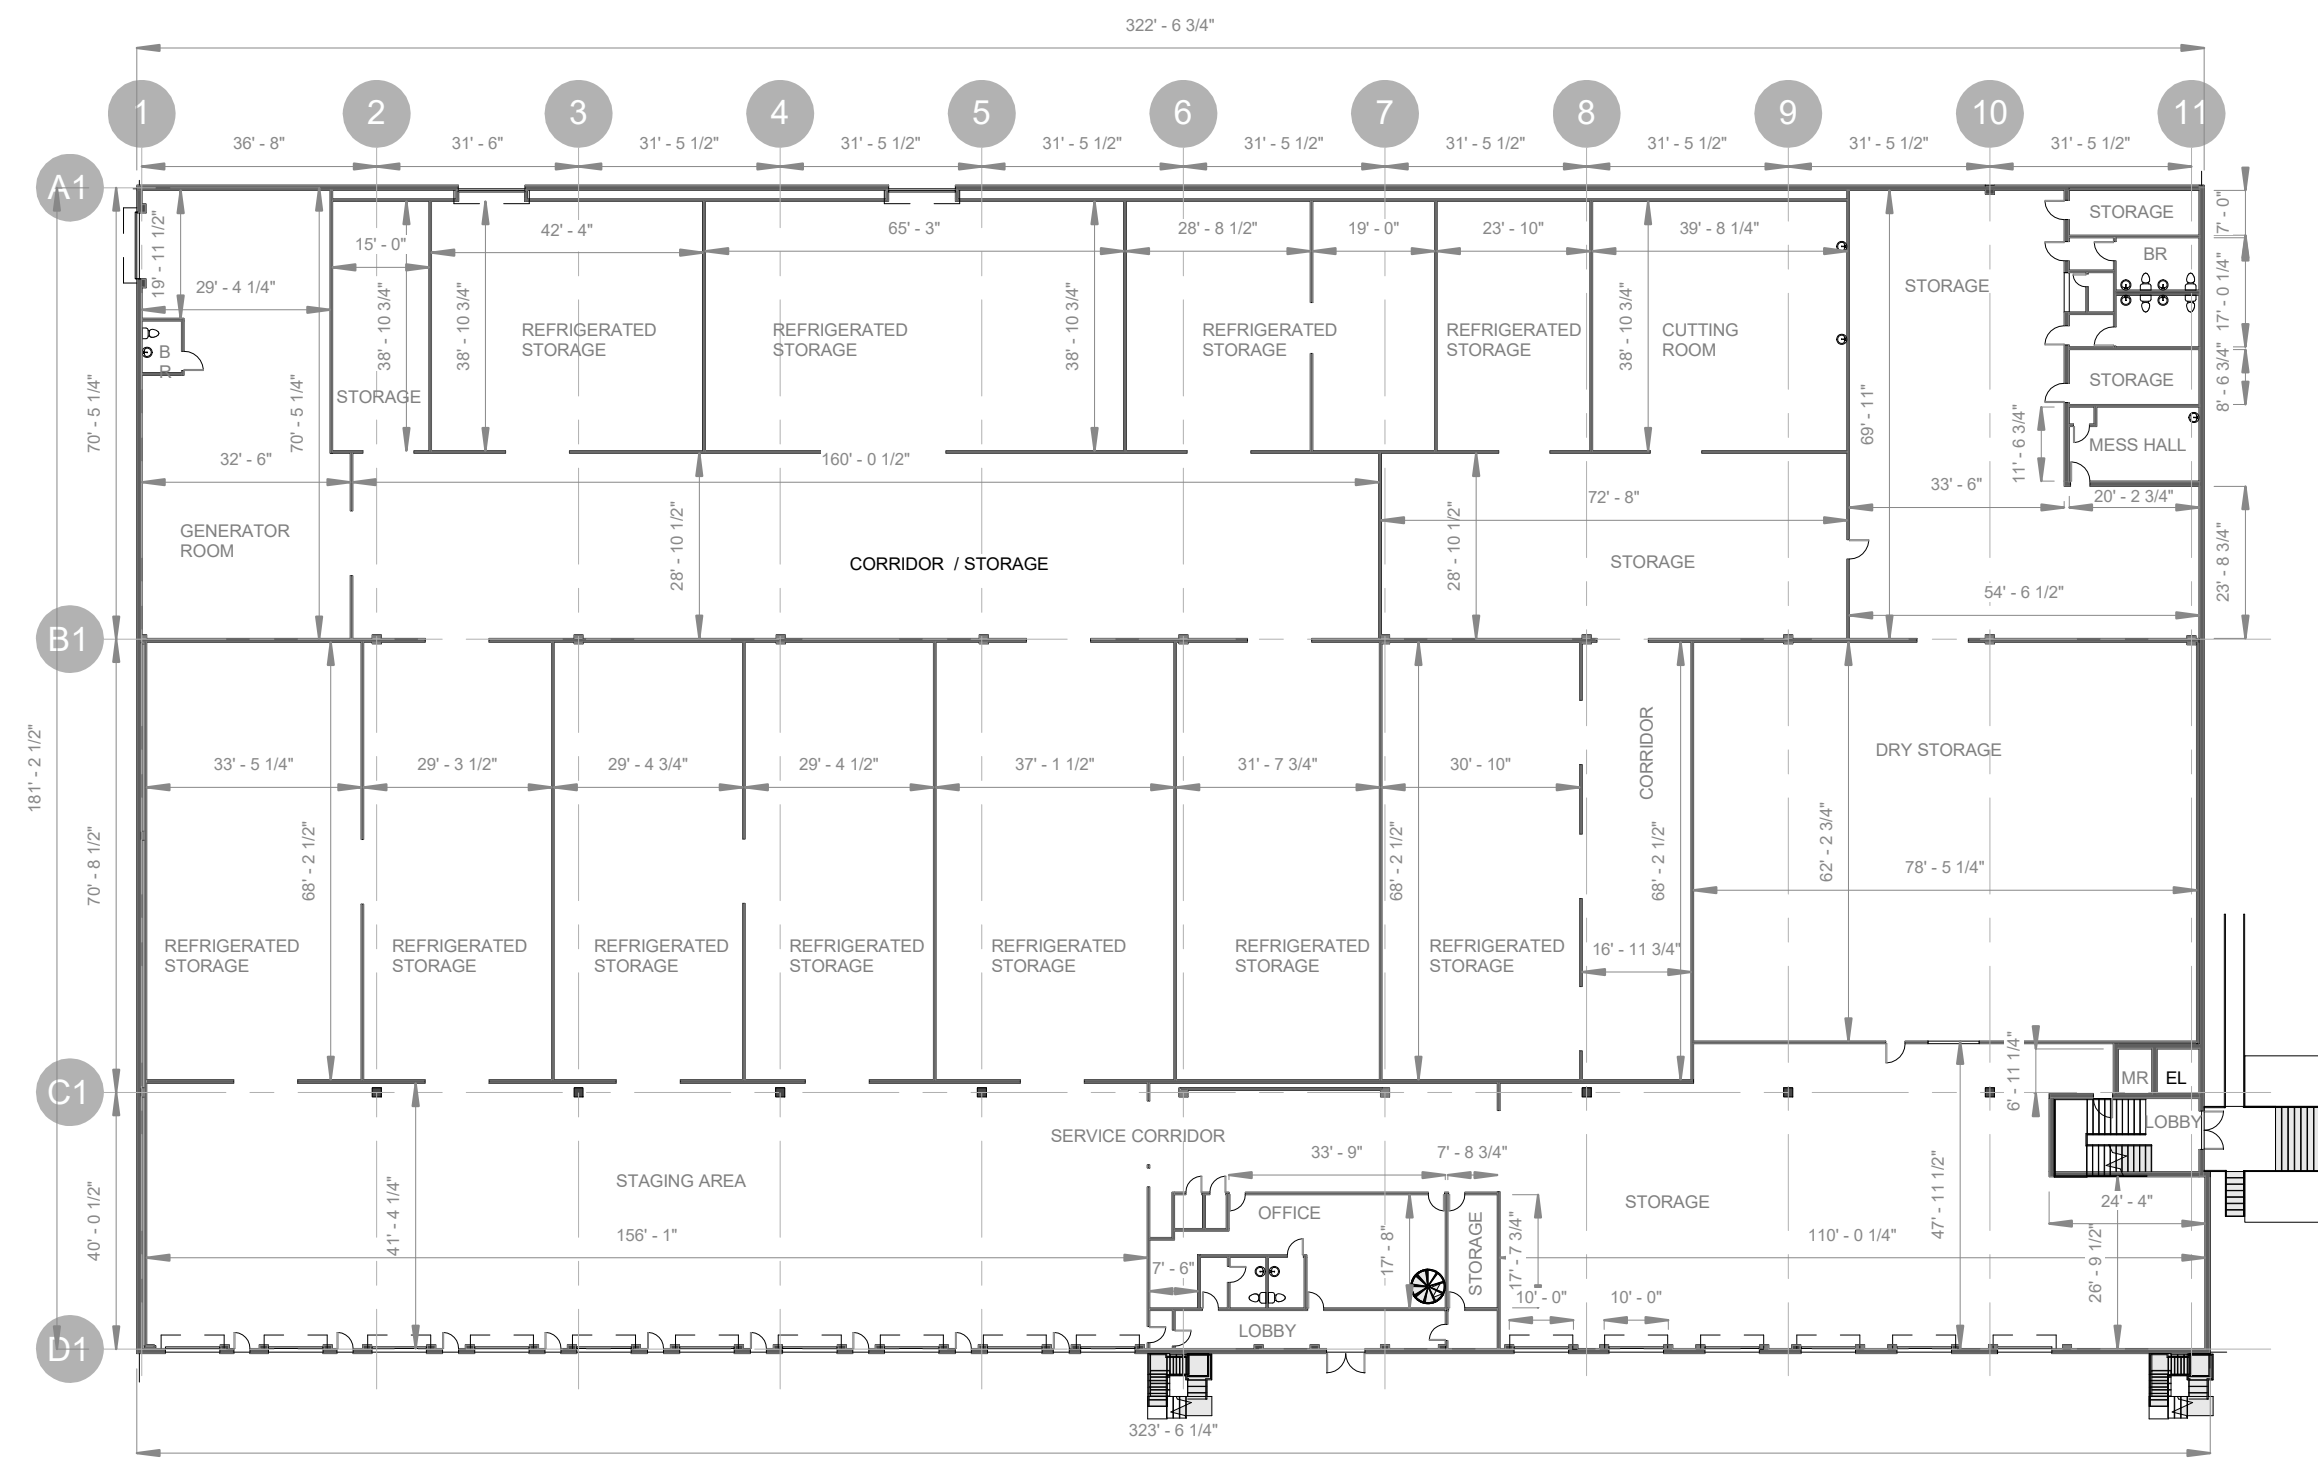 322' - 6 3/4"
1
2
3
4
5
6
7
8
9
10
11
36' - 8"
31' - 6"
31' - 5 1/2"
31' - 5 1/2"
31' - 5 1/2"
31' - 5 1/2"
31' - 5 1/2"
31' - 5 1/2"
31' - 5 1/2"
31' - 5 1/2"
A1
19' - 11 1/2"
29' - 4 1/4"
15' - 0"
42' - 4"
65' - 3"
28' - 8 1/2"
19' - 0"
23' - 10"
39' - 8 1/4"
STORAGE
7' - 0"
BR
17' - 0 1/4"
STORAGE
38' - 10 3/4"
38' - 10 3/4"
38' - 10 3/4"
38' - 10 3/4"
REFRIGERATED
STORAGE
REFRIGERATED
STORAGE
REFRIGERATED
STORAGE
REFRIGERATED
STORAGE
CUTTING
ROOM
B
R
STORAGE
STORAGE
8' - 6 3/4"
70' - 5 1/4"
70' - 5 1/4"
69' - 11"
11' - 6 3/4"
MESS HALL
32' - 6"
160' - 0 1/2"
72' - 8"
33' - 6"
20' - 2 3/4"
GENERATOR
ROOM
28' - 10 1/2"
CORRIDOR / STORAGE
28' - 10 1/2"
STORAGE
54' - 6 1/2"
23' - 8 3/4"
B1
181' - 2 1/2"
70' - 8 1/2"
33' - 5 1/4"
29' - 3 1/2"
29' - 4 3/4"
29' - 4 1/2"
37' - 1 1/2"
31' - 7 3/4"
30' - 10"
CORRIDOR
DRY STORAGE
68' - 2 1/2"
68' - 2 1/2"
68' - 2 1/2"
62' - 2 3/4"
78' - 5 1/4"
REFRIGERATED
STORAGE
REFRIGERATED
STORAGE
REFRIGERATED
STORAGE
REFRIGERATED
STORAGE
REFRIGERATED
STORAGE
REFRIGERATED
STORAGE
REFRIGERATED
STORAGE
16' - 11 3/4"
6' - 11 1/4"
MR
EL
C1
LOBBY
SERVICE CORRIDOR
33' - 9"
7' - 8 3/4"
STAGING AREA
40' - 0 1/2"
41' - 4 1/4"
156' - 1"
OFFICE
STORAGE
17' - 8"
17' - 7 3/4"
7' - 6"
STORAGE
110' - 0 1/4"
47' - 11 1/2"
24' - 4"
26' - 9 1/2"
10' - 0"
10' - 0"
LOBBY
D1
323' - 6 1/4"